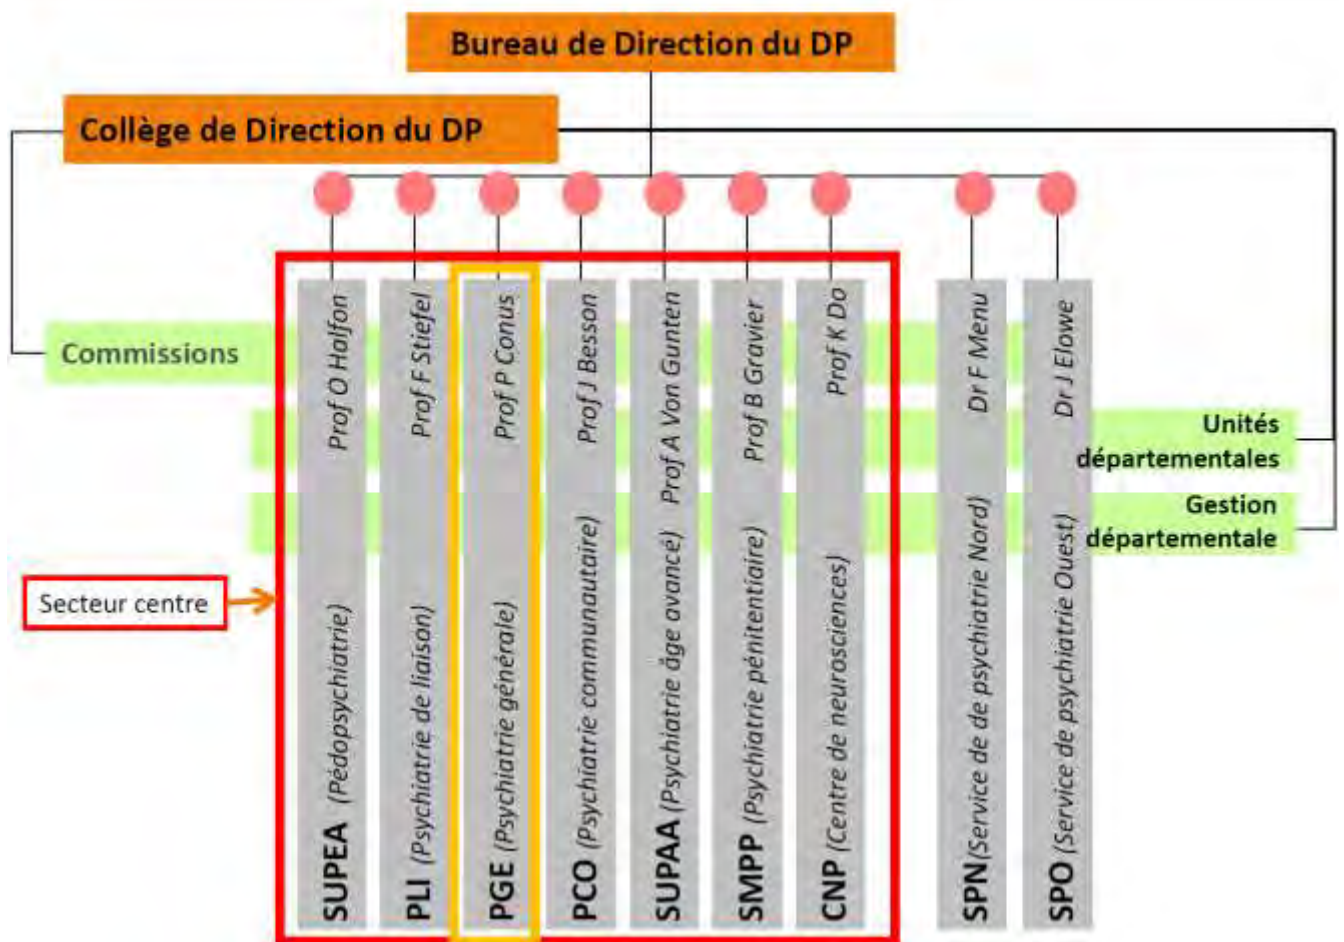 Bureau de Direction du DP
Collège de Direction du DP
Commissions
Unités
départementales
Gestion
départementale
Secteur centre
SUPEA (Pédopsychiatrie) Prof O Halfon
PLI (Psychiatrie de liaison) Prof F Stiefel
PGE (Psychiatrie générale) Prof P Conus
PCO (Psychiatrie communautaire) Prof J Besson
SUPAA (Psychiatrie âge avancé) Prof A Von Gunten
SMPP (Psychiatrie pénitentiaire) Prof B Gravier
CNP (Centre de neurosciences) Prof K Do
SPN (Service de psychiatrie Nord) Dr F Menu
SPO (Service de psychiatrie Ouest) Dr J Elowe